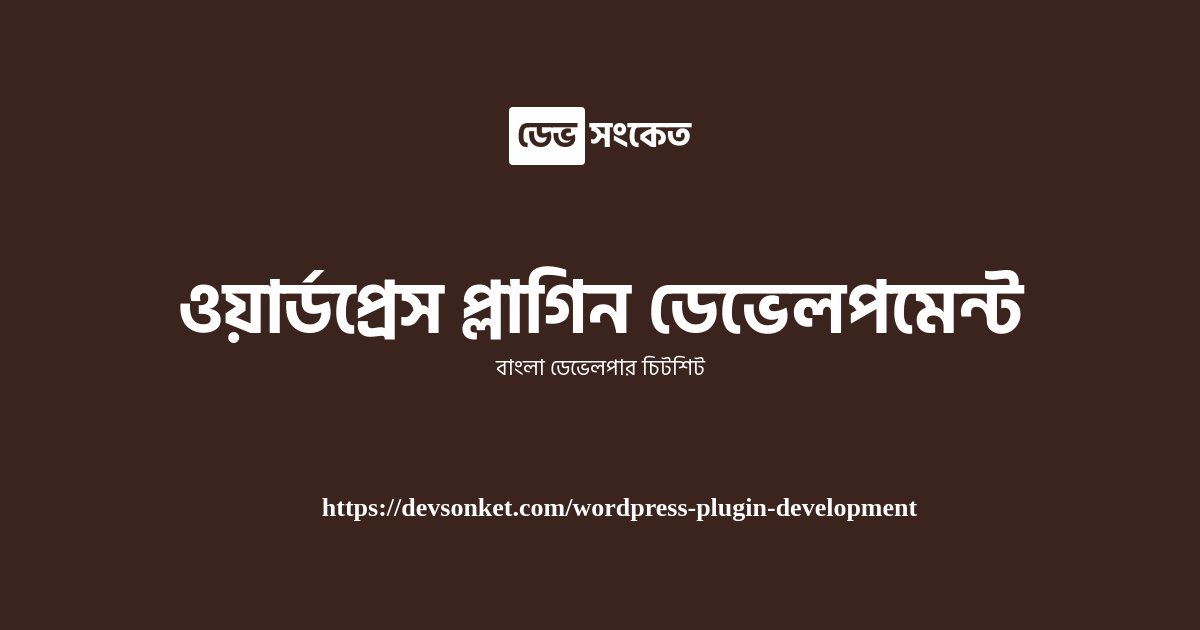 ডেভ সংকেত
ওয়ার্ডপ্রেস প্লাগিন ডেভেলপমেন্ট
বাংলা ডেভেলপার চিটশিট
https://devsonket.com/wordpress-plugin-development